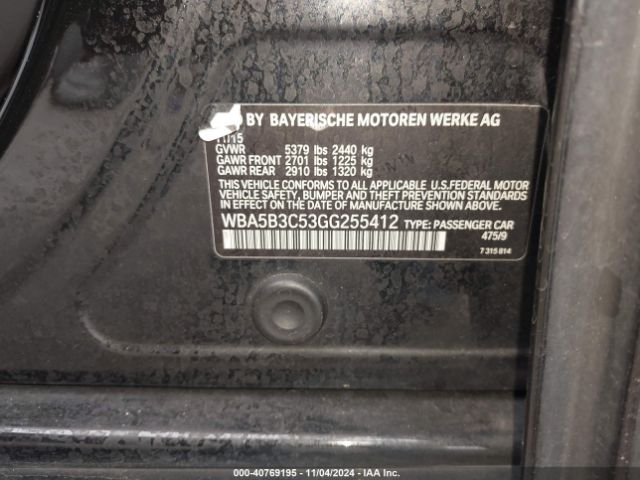 BY BAYERISCHE MOTOREN WERKE AG
11/15
GVWR 5379 lbs 2440 kg
GAWR FRONT 2701 lbs 1225 kg
GAWR REAR 2910 lbs 1320 kg
THIS VEHICLE CONFORMS TO ALL APPLICABLE U.S.FEDERAL MOTOR
VEHICLE SAFETY, BUMPER AND THEFT PREVENTION STANDARDS
IN EFFECT ON THE DATE OF MANUFACTURE SHOWN ABOVE.
WBA5B3C53GG255412 TYPE: PASSENGER CAR
475/9
7 315 814
000-40769195 - 11/04/2024 - IAA Inc.